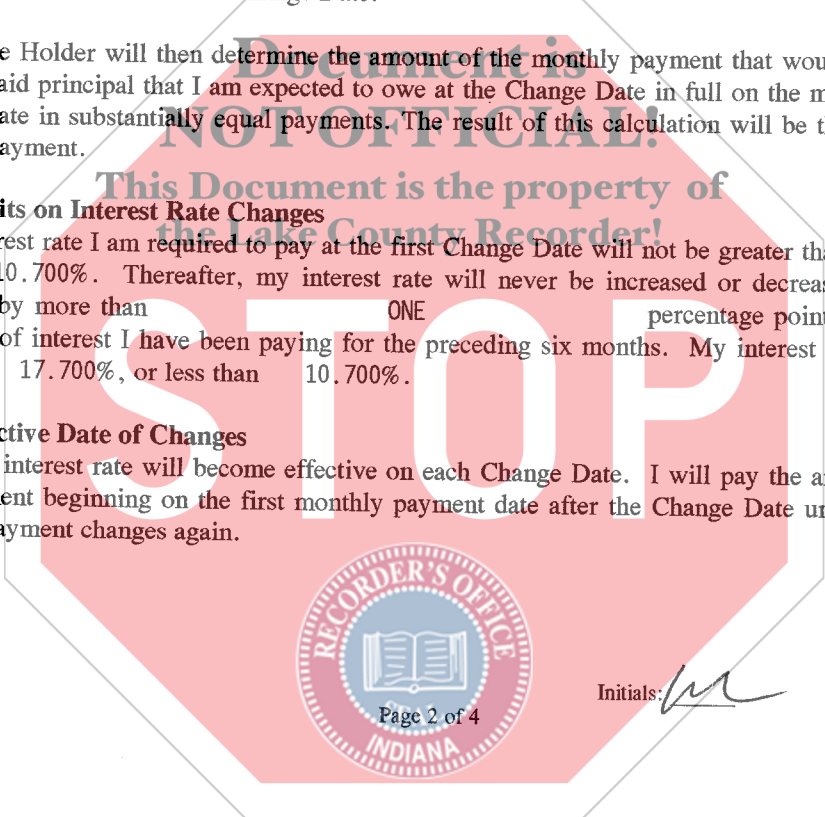 nge Date.
e Holder will then determine the amount of the monthly payment that wou
aid principal that I am expected to owe at the Change Date in full on the m
ate in substantially equal payments. The result of this calculation will be t
ayment.
its on Interest Rate Changes
rest rate I am required to pay at the first Change Date will not be greater tha
10.700%. Thereafter, my interest rate will never be increased or decreas
by more than ONE percentage point
of interest I have been paying for the preceding six months. My interest
17.700%, or less than 10.700%.
ctive Date of Changes
interest rate will become effective on each Change Date. I will pay the a
ent beginning on the first monthly payment date after the Change Date un
ayment changes again.
Initials:
Page 2 of 4
Document is
NOT OFFICIAL!
This Document is the property of
the Lake County Recorder!
STOP
RECORDER'S OFFICE
SEAL
INDIANA